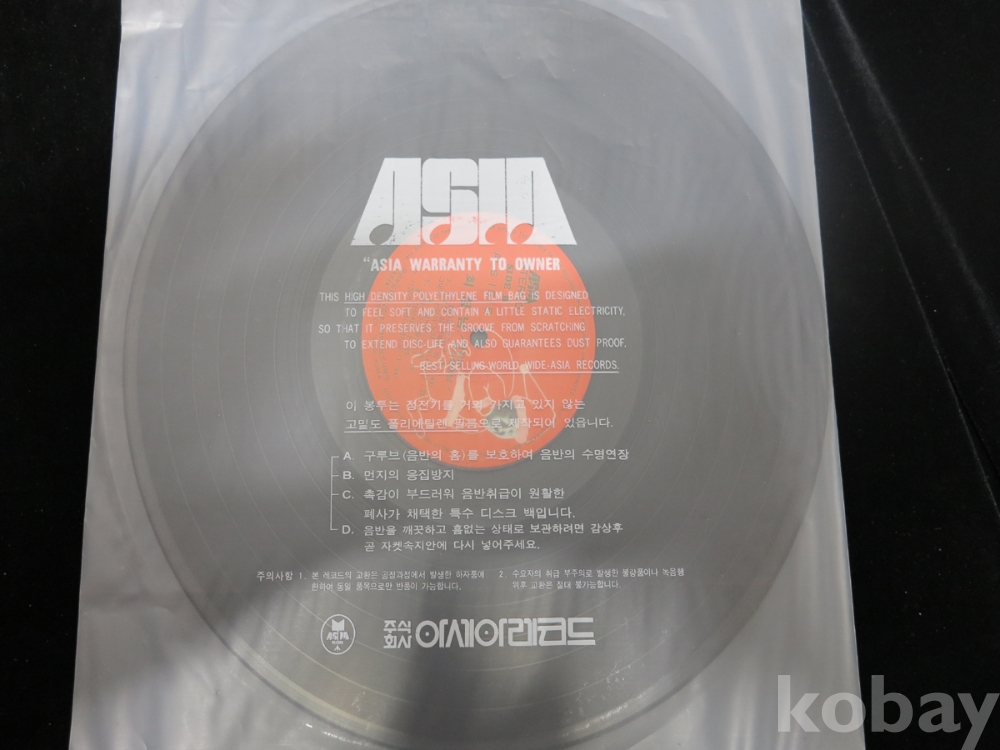 ASIA
"ASIA WARRANTY TO OWNER
THIS HIGH DENSITY POLYETHYLENE FILM BAG IS DESIGNED
TO FEEL SOFT AND CONTAIN A LITTLE STATIC ELECTRICITY,
SO THAT IT PRESERVES THE GROOVE FROM SCRATCHING
TO EXTEND DISC-LIFE AND ALSO GUARANTEES DUST PROOF.
BEST SELLING WORLD WIDE-ASIA RECORDS.
이 봉투는 정전기를 거의 가지고 있지 않는
고밀도 폴리에틸렌 필름으로 제작되어 있읍니다.
A. 구루브(음반의 홈)를 보호하여 음반의 수명연장
B. 먼지의 응집방지
C. 촉감이 부드러워 음반취급이 원활한
폐사가 채택한 특수 디스크 백입니다.
D. 음반을 깨끗하고 흠없는 상태로 보관하려면 감상후
곧 자켓속지안에 다시 넣어주세요.
주의사항 1. 본 레코드의 교환은 공정과정에서 발생한 하자품에
한하여 동일 품목으로만 반품이 가능합니다.
2. 수요자의 취급 부주의로 발생한 불량품이나 녹음행
위후 교환은 절대 불가능합니다.
ASIA
주식회사 아세아레코드
kobay